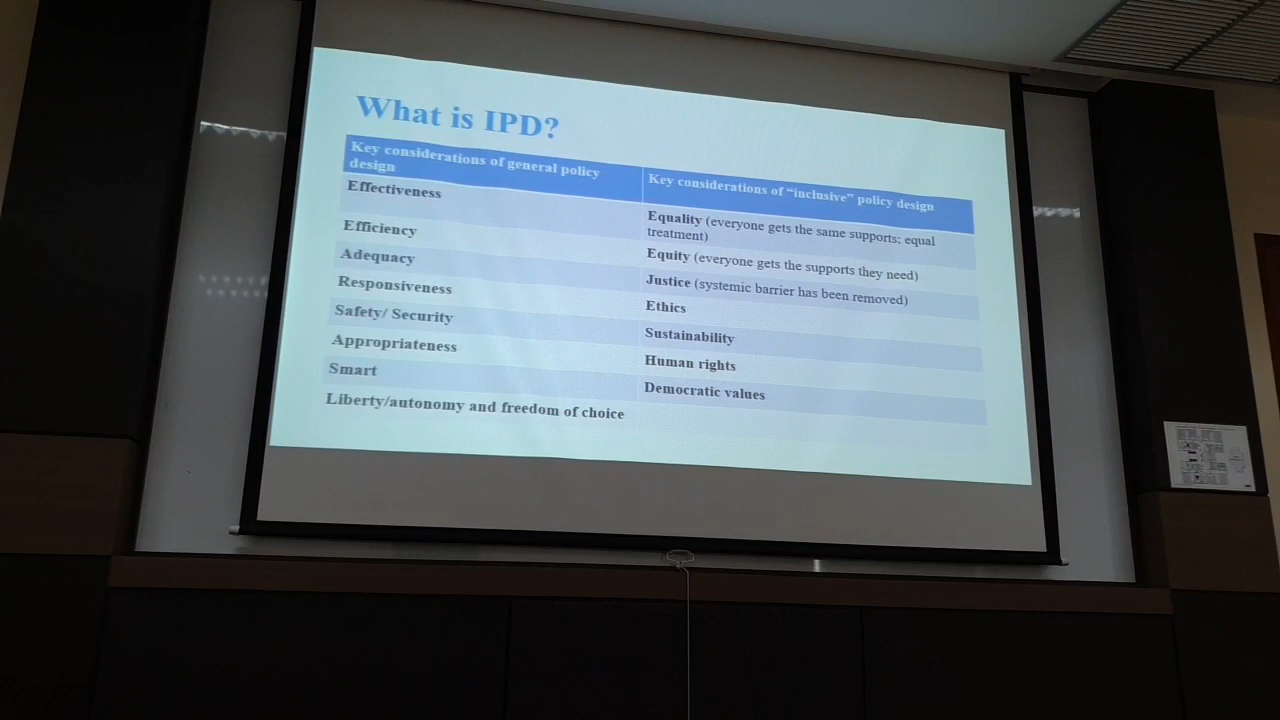 What is IPD?
Key considerations of general policy
design
Key considerations of “inclusive” policy design
Effectiveness
Equality (everyone gets the same supports; equal
treatment)
Efficiency
Equity (everyone gets the supports they need)
Adequacy
Justice (systemic barrier has been removed)
Responsiveness
Ethics
Safety/ Security
Sustainability
Appropriateness
Human rights
Smart
Democratic values
Liberty/autonomy and freedom of choice